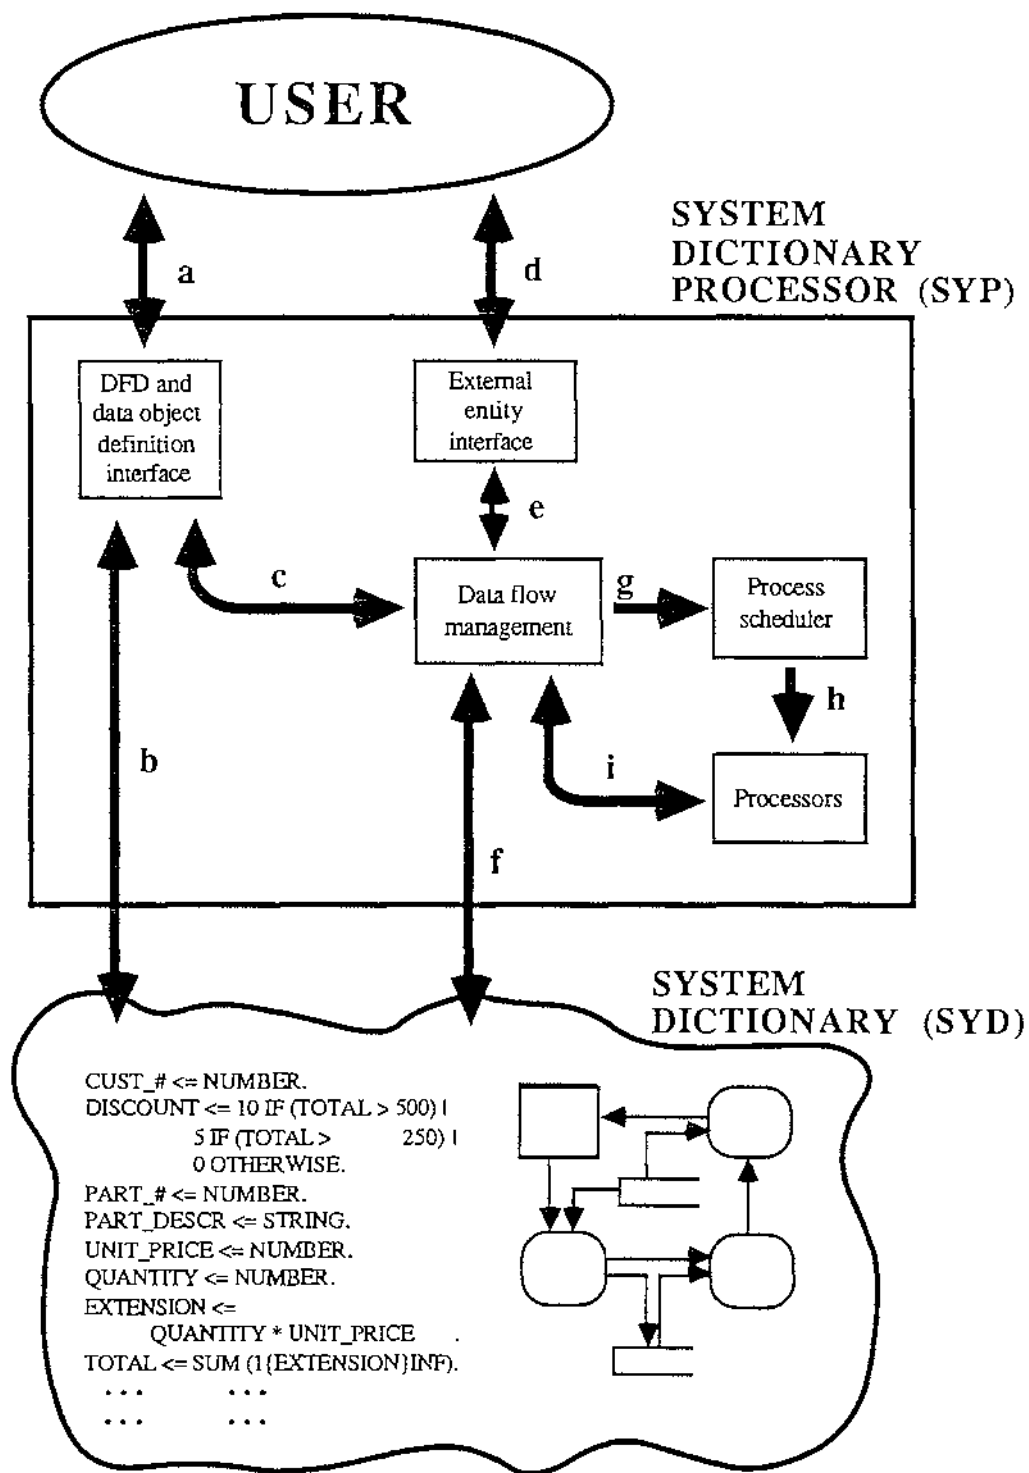 USER
a
d
SYSTEM
DICTIONARY
PROCESSOR (SYP)
DFD and
data object
definition
interface
External
entity
interface
e
c
Data flow
management
g
Process
scheduler
h
b
i
Processors
f
SYSTEM
DICTIONARY (SYD)
CUST_# <= NUMBER.
DISCOUNT <= 10 IF (TOTAL > 500) |
5 IF (TOTAL > 250) |
0 OTHERWISE.
PART_# <= NUMBER.
PART_DESCR <= STRING.
UNIT_PRICE <= NUMBER.
QUANTITY <= NUMBER.
EXTENSION <=
QUANTITY * UNIT_PRICE .
TOTAL <= SUM (1{EXTENSION}INF).
... ...
... ...